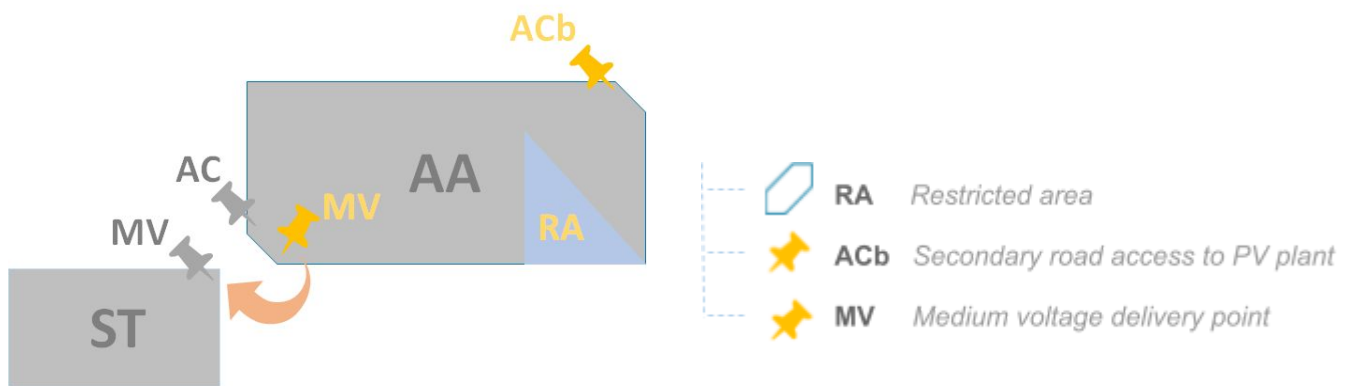 ACb
AC
AA
MV
MV
RA
ST
RA Restricted area
ACb Secondary road access to PV plant
MV Medium voltage delivery point